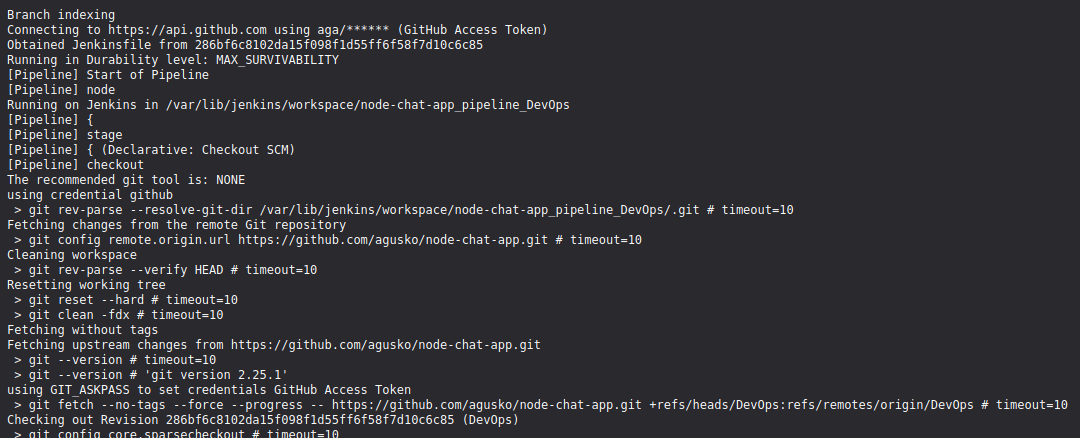 Branch indexing
Connecting to https://api.github.com using aga/****** (GitHub Access Token)
Obtained Jenkinsfile from 286bf6c8102da15f098f1d55ff6f58f7d10c6c85
Running in Durability level: MAX_SURVIVABILITY
[Pipeline] Start of Pipeline
[Pipeline] node
Running on Jenkins in /var/lib/jenkins/workspace/node-chat-app_pipeline_DevOps
[Pipeline] {
[Pipeline] stage
[Pipeline] { (Declarative: Checkout SCM)
[Pipeline] checkout
The recommended git tool is: NONE
using credential github
 > git rev-parse --resolve-git-dir /var/lib/jenkins/workspace/node-chat-app_pipeline_DevOps/.git # timeout=10
Fetching changes from the remote Git repository
 > git config remote.origin.url https://github.com/agusko/node-chat-app.git # timeout=10
Cleaning workspace
 > git rev-parse --verify HEAD # timeout=10
Resetting working tree
 > git reset --hard # timeout=10
 > git clean -fdx # timeout=10
Fetching without tags
Fetching upstream changes from https://github.com/agusko/node-chat-app.git
 > git --version # timeout=10
 > git --version # 'git version 2.25.1'
using GIT_ASKPASS to set credentials GitHub Access Token
 > git fetch --no-tags --force --progress -- https://github.com/agusko/node-chat-app.git +refs/heads/DevOps:refs/remotes/origin/DevOps # timeout=10
Checking out Revision 286bf6c8102da15f098f1d55ff6f58f7d10c6c85 (DevOps)
 > git config core.sparsecheckout # timeout=10